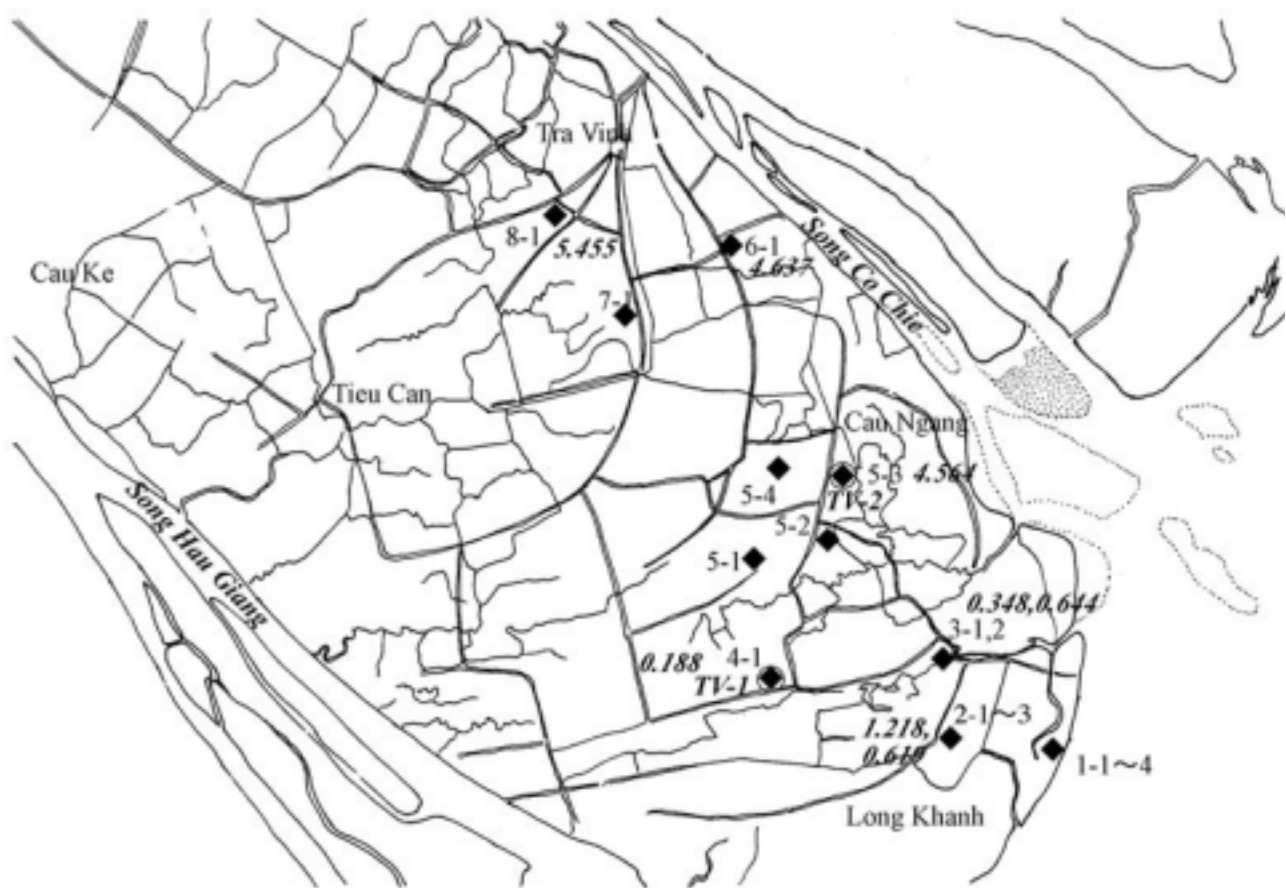 Tra Vinh
8-1
5.455
6-1
4.637
Song Co Chie
Cau Ke
7-1
Tieu Can
Cau Ngang
5-3
4.564
TV-2
5-4
5-2
5-1
Song Hau Giang
0.348,0.644
3-1,2
0.188
4-1
TV-1
2-1~3
1.218,
0.610
1-1~4
Long Khanh